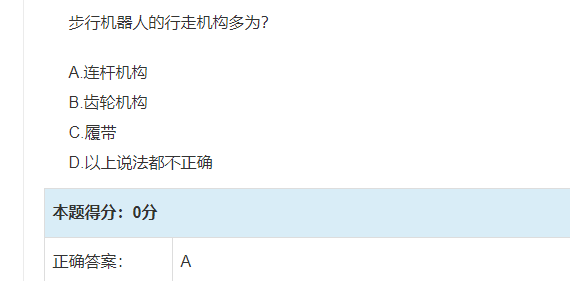 步行机器人的行走机构多为？
A.连杆机构
B.齿轮机构
C.履带
D.以上说法都不正确
本题得分：0分
正确答案： A